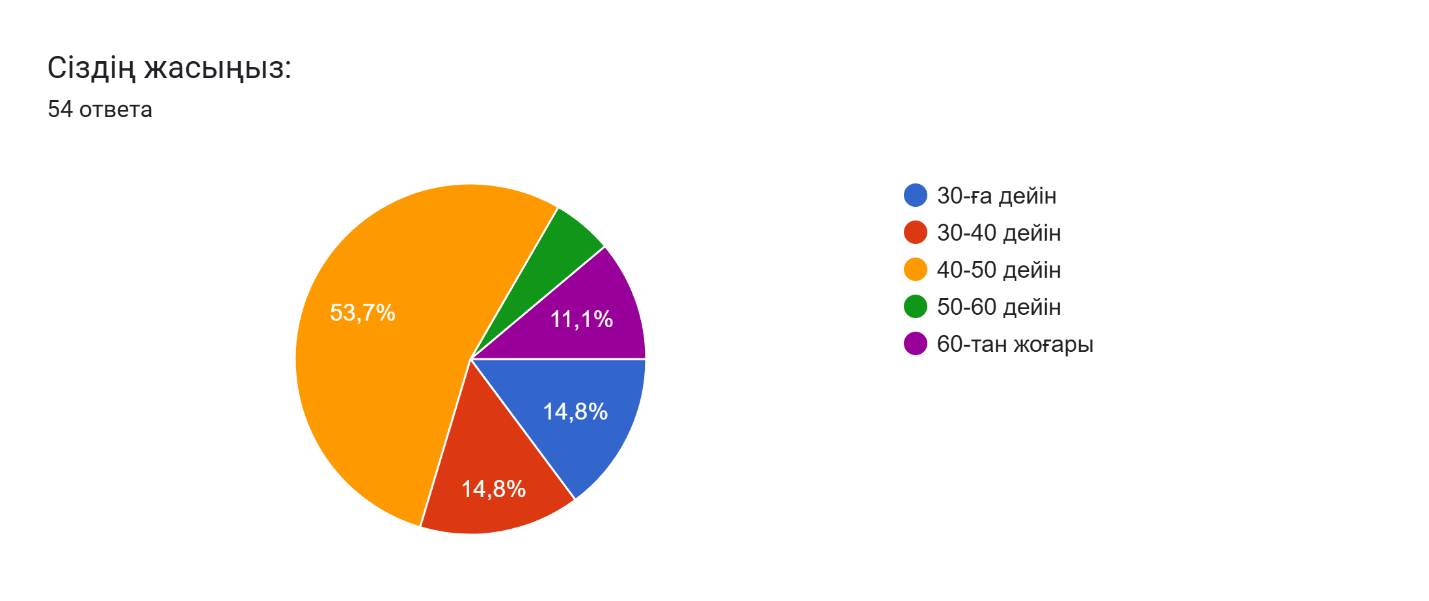 Сіздің жасыңыз:
54 ответа
53,7%
11,1%
14,8%
14,8%
30-ға дейін
30-40 дейін
40-50 дейін
50-60 дейін
60-тан жоғары